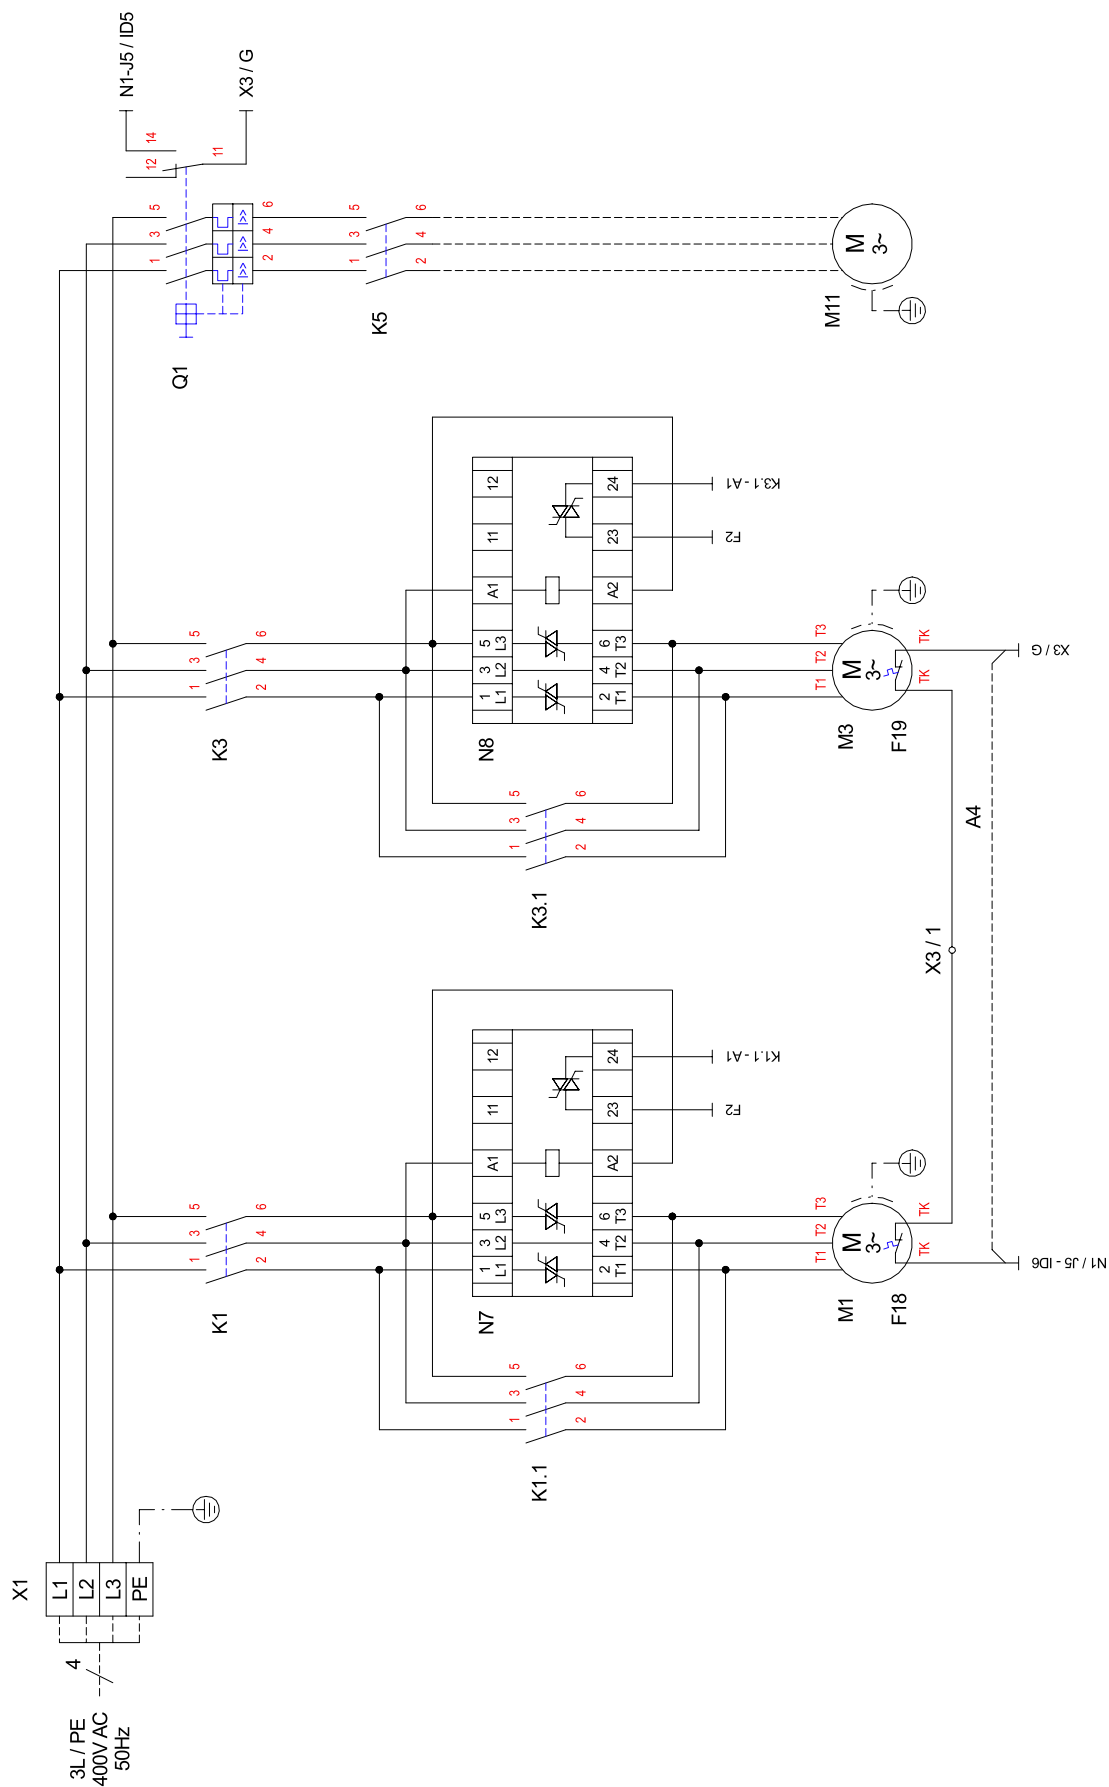 3L / PE
400V AC
50Hz
4
X1
L1
L2
L3
PE
K1
1 3 5
2 4 6
K1.1
1 3 5
2 4 6
N7
1 3 5 A1 11 12
L1 L2 L3
2 4 6 A2 23 24
T1 T2 T3
F2
K1.1 - A1
T1 T2 T3
M1
M
3~
F18
TK TK
N1 / J5 - ID6
X3 / 1
A4
K3
1 3 5
2 4 6
K3.1
1 3 5
2 4 6
N8
1 3 5 A1 11 12
L1 L2 L3
2 4 6 A2 23 24
T1 T2 T3
F2
K3.1 - A1
T1 T2 T3
M3
M
3~
F19
TK TK
X3 / G
Q1
1 3 5
12 14
11
N1-J5 / ID5
X3 / G
I>> I>> I>>
2 4 6
K5
1 3 5
2 4 6
M11
M
3~